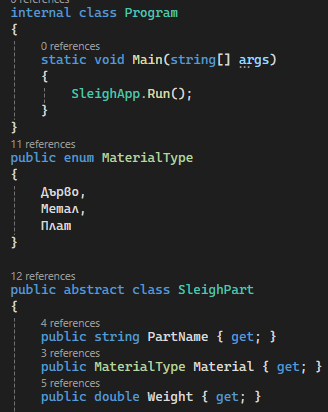 0 references
internal class Program
{
0 references
static void Main(string[] args)
{
SleighApp.Run();
}
}
11 references
public enum MaterialType
{
Дърво,
Метал,
Плат
}
12 references
public abstract class SleighPart
{
4 references
public string PartName { get; }
3 references
public MaterialType Material { get; }
5 references
public double Weight { get; }